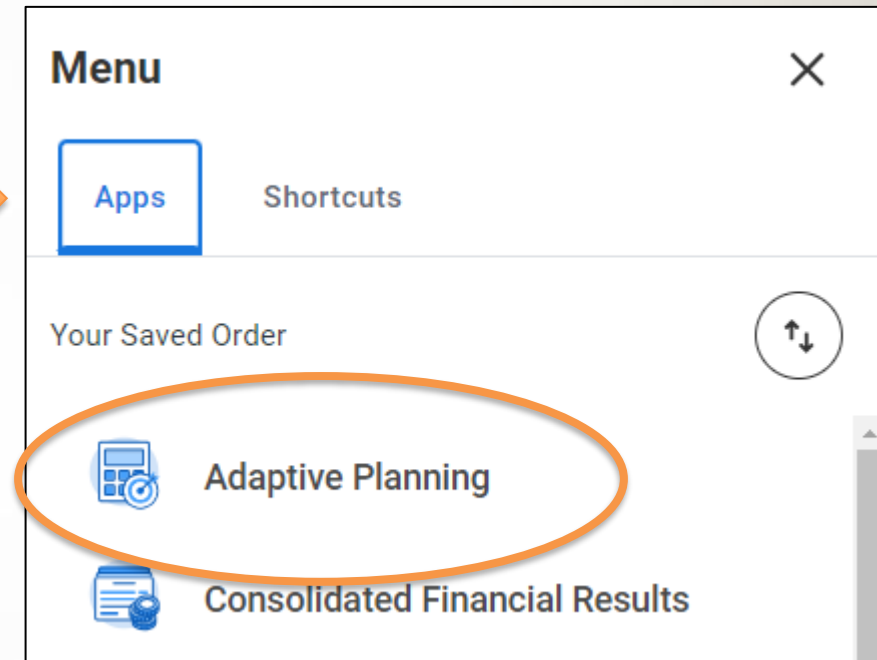 Menu
Apps Shortcuts
Your Saved Order
Adaptive Planning
Consolidated Financial Results